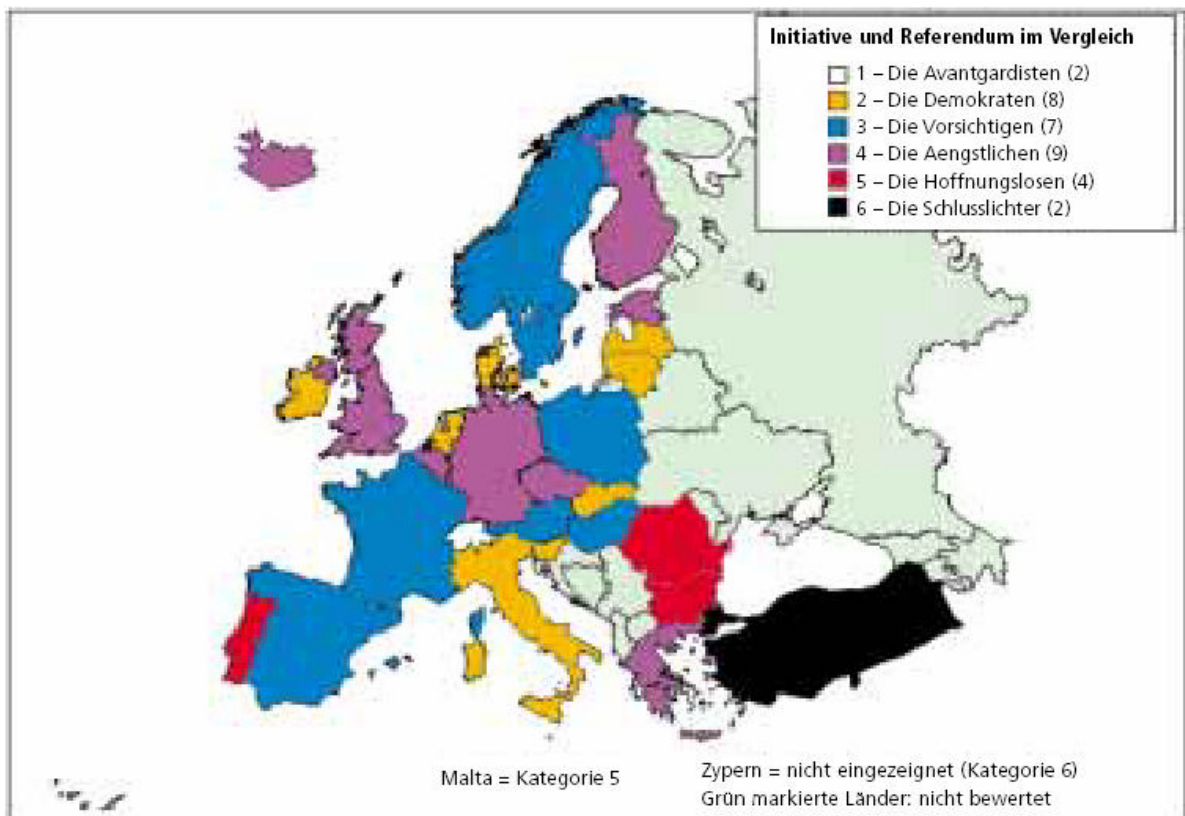 Initiative und Referendum im Vergleich
1 – Die Avantgardisten (2)
2 – Die Demokraten (8)
3 – Die Vorsichtigen (7)
4 – Die Aengstlichen (9)
5 – Die Hoffnungslosen (4)
6 – Die Schlusslichter (2)
Malta = Kategorie 5
Zypern = nicht eingezeignet (Kategorie 6)
Grün markierte Länder: nicht bewertet